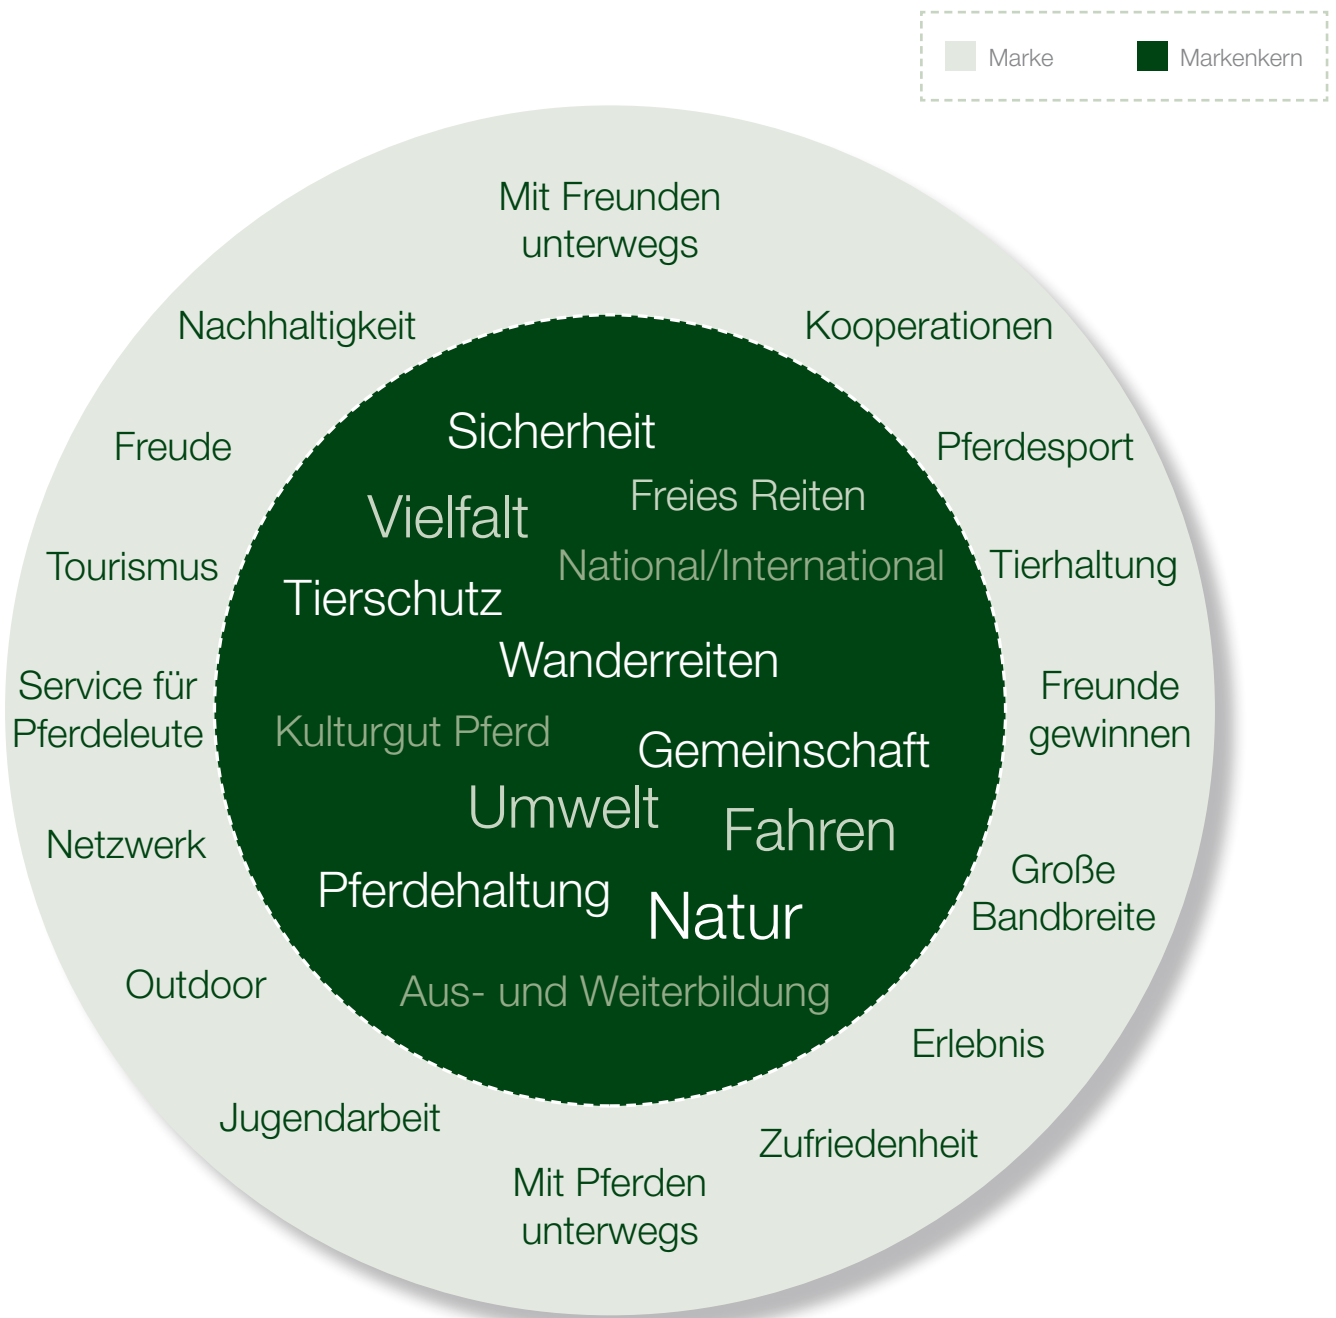 Marke
Markenkern
Mit Freunden
unterwegs
Nachhaltigkeit
Kooperationen
Sicherheit
Freude
Pferdesport
Vielfalt
Freies Reiten
Tourismus
National/International
Tierhaltung
Tierschutz
Wanderreiten
Service für
Pferdeleute
Freunde
gewinnen
Kulturgut Pferd
Gemeinschaft
Umwelt
Fahren
Netzwerk
Große
Bandbreite
Pferdehaltung
Natur
Outdoor
Aus- und Weiterbildung
Erlebnis
Jugendarbeit
Zufriedenheit
Mit Pferden
unterwegs